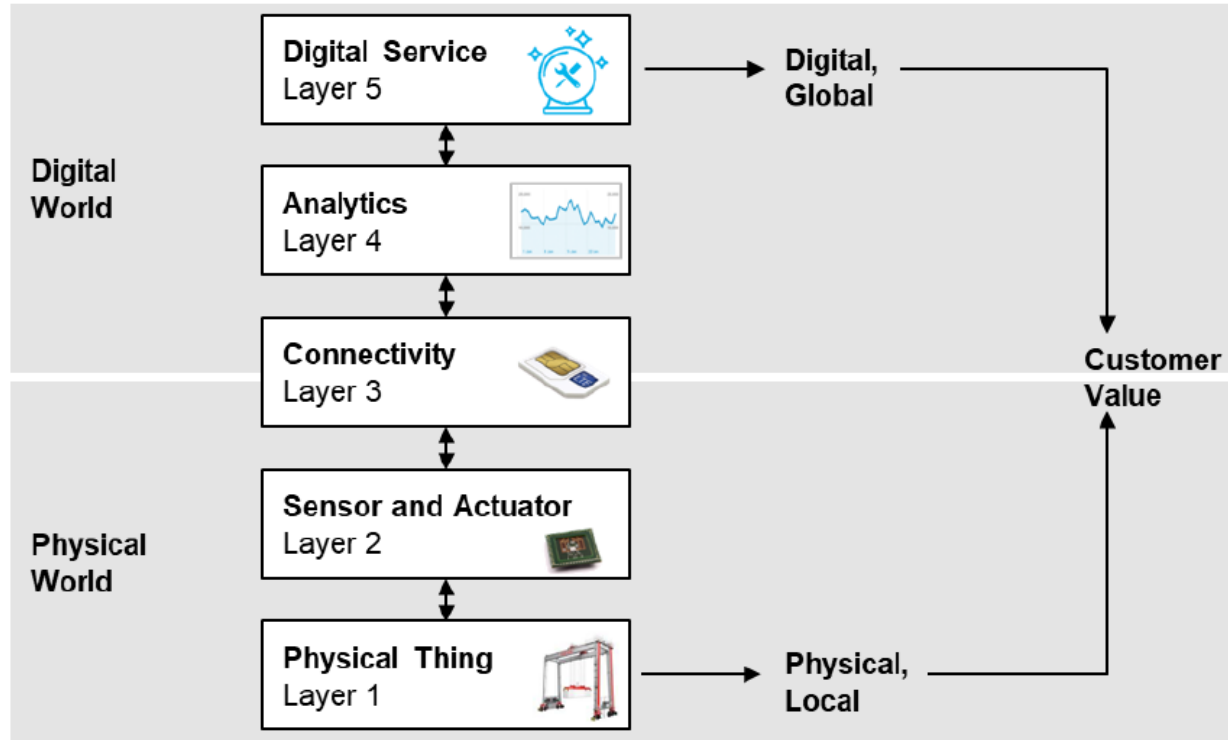 Digital Service
Layer 5
Digital,
Global
Digital
World
Analytics
Layer 4
Connectivity
Layer 3
Customer
Value
Sensor and Actuator
Layer 2
Physical
World
Physical Thing
Layer 1
Physical,
Local